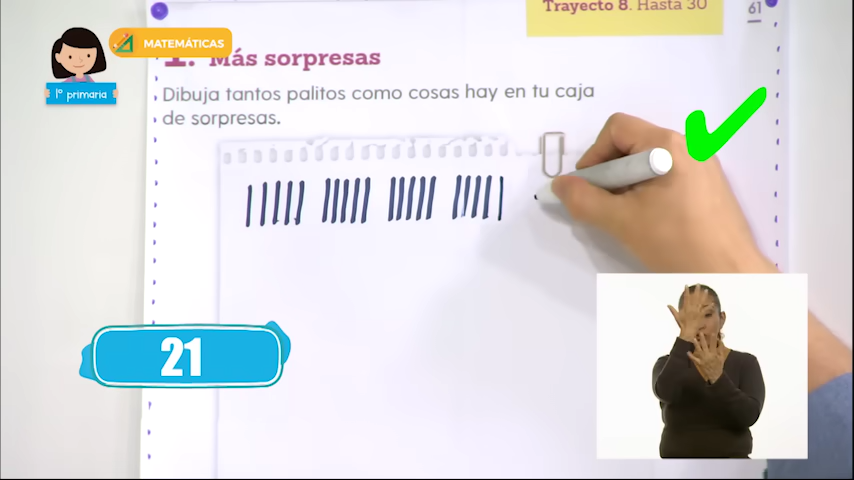 Trayecto 8. Hasta 30
61
MATEMÁTICAS
1° primaria
1. Más sorpresas
Dibuja tantos palitos como cosas hay en tu caja
de sorpresas.
21